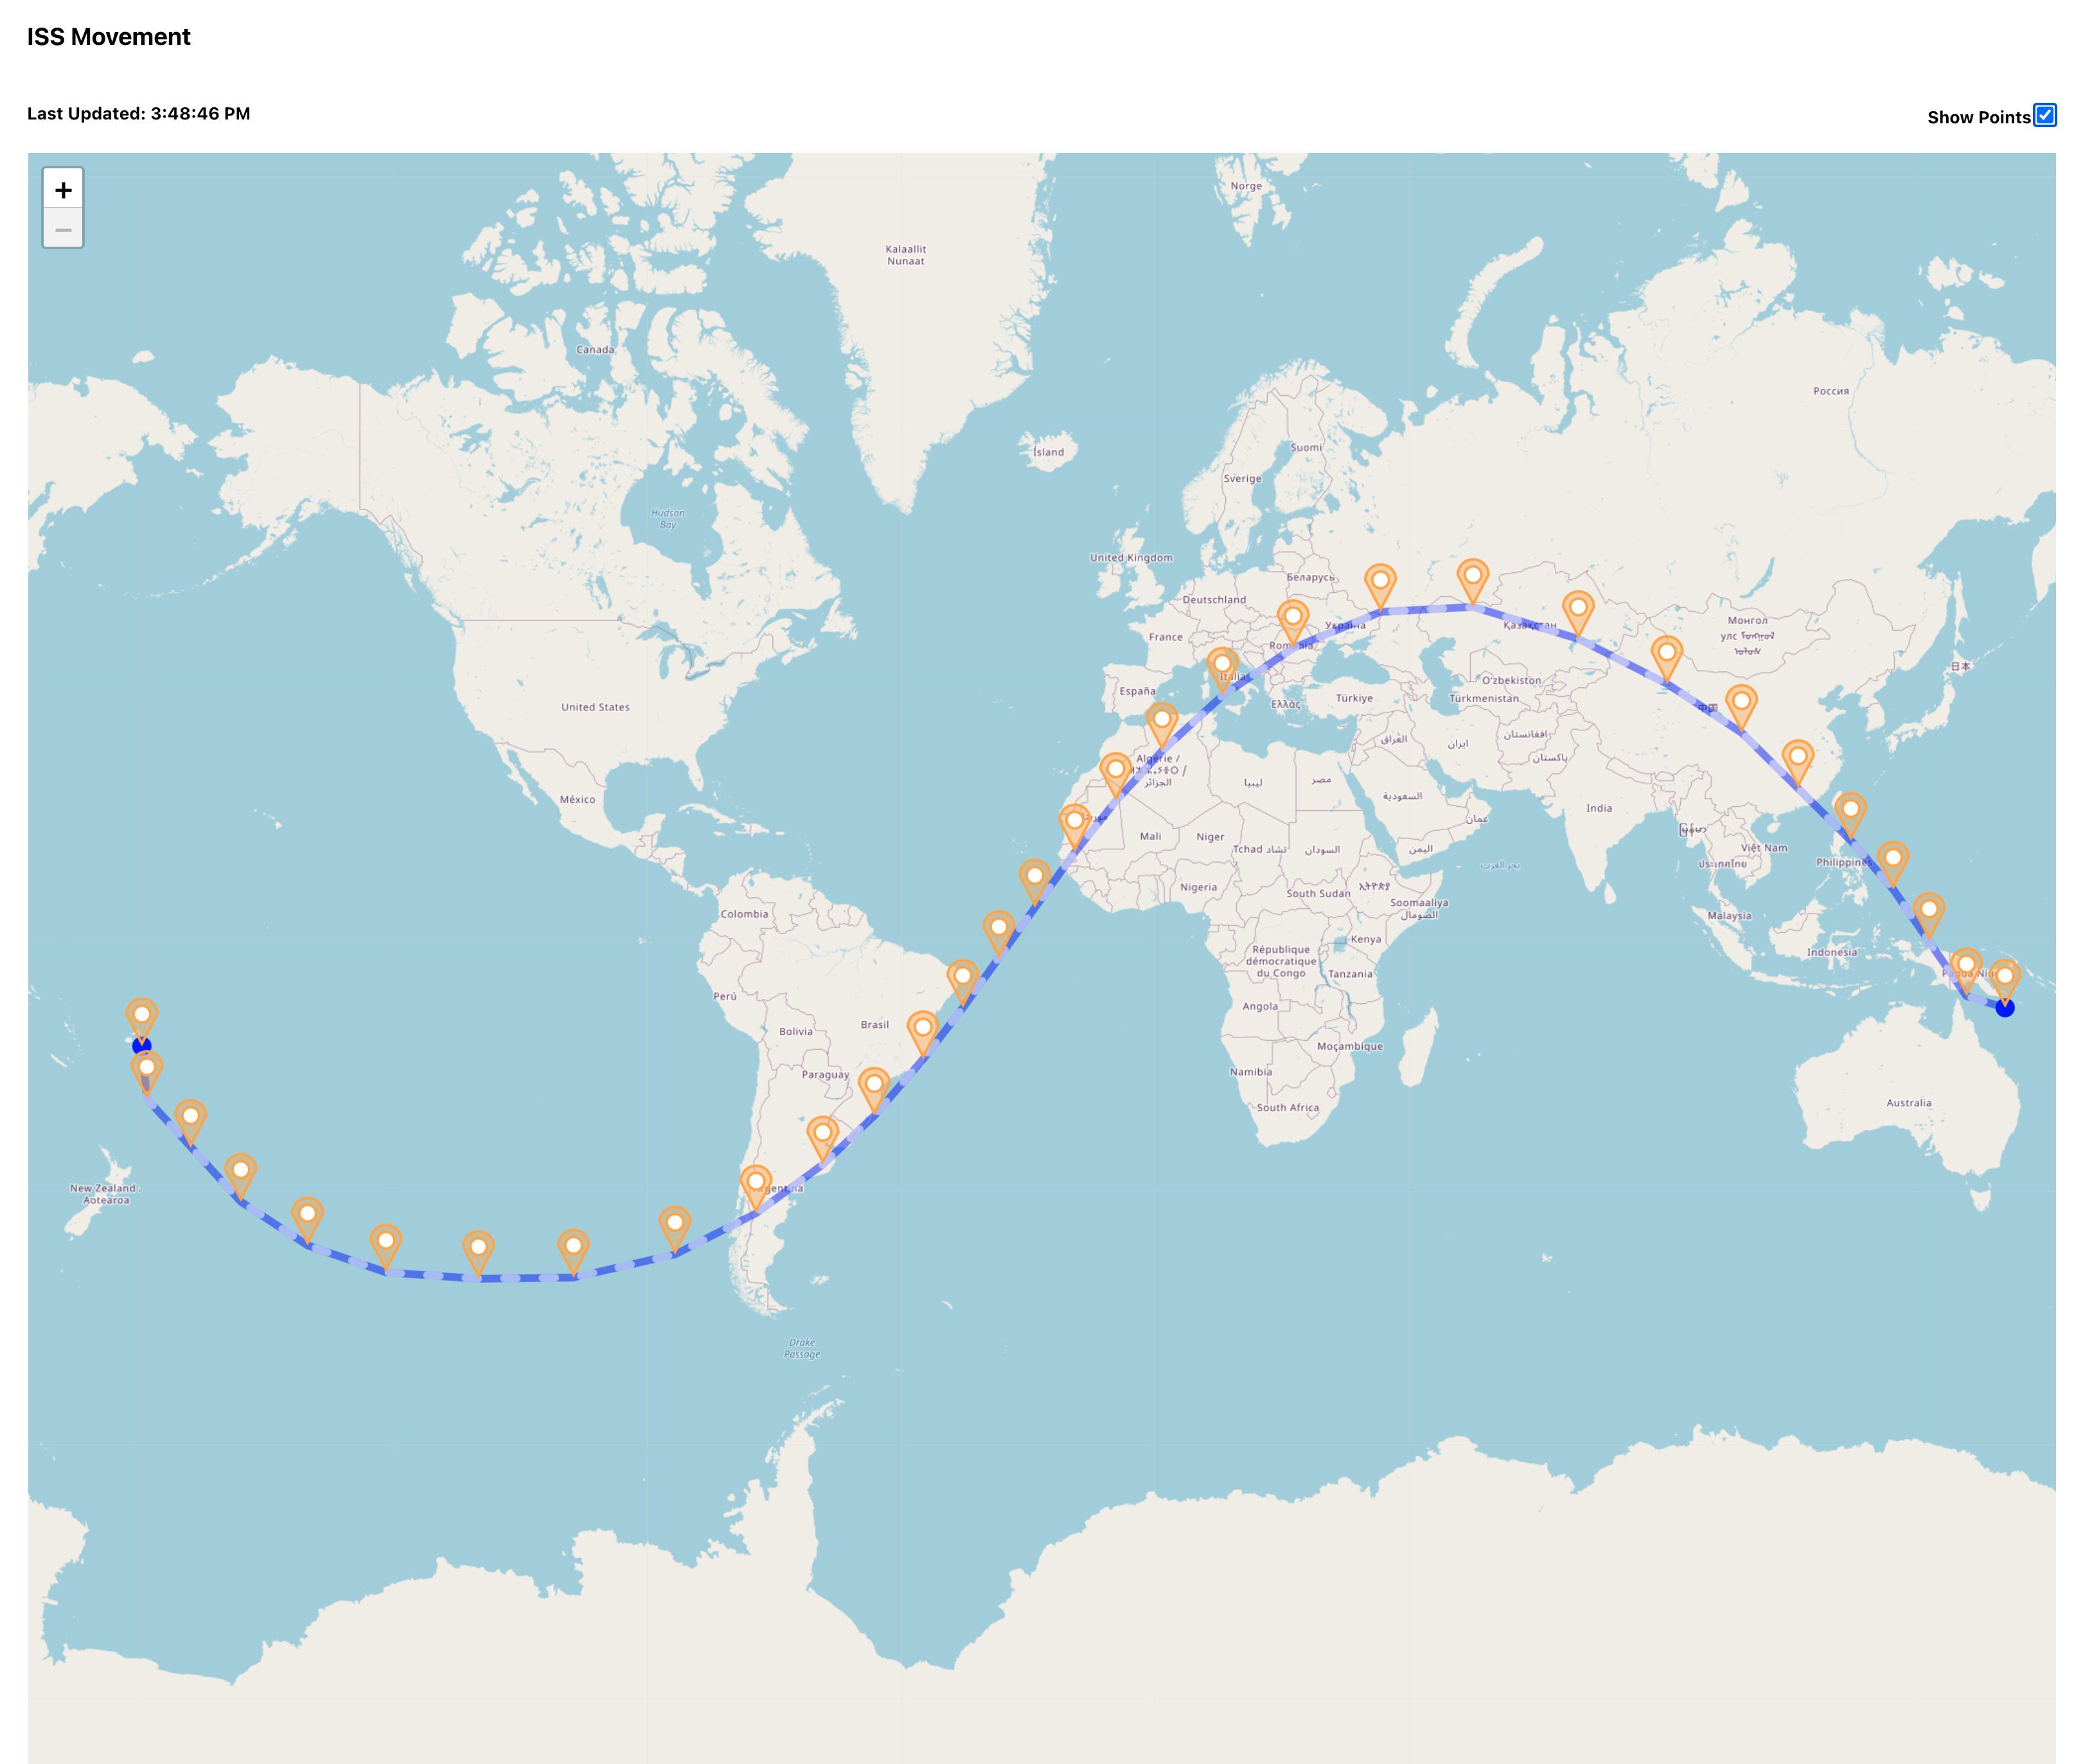 ISS Movement
Last Updated: 3:48:46 PM
Show Points
+
−
Norge
Kalaallit
Nunaat
Canada
Россия
Suomi
Ísland
Sverige
Hudson
Bay
United Kingdom
Беларусь
Deutschland
Монгол
улс
Україна
Қазақстан
France
România
日本
Italia
O'zbekiston
España
Türkiye
Türkmenistan
Ελλάς
United States
中国
افغانستان
العراق
ایران
پاکستان
Algérie /
الجزائر
ليبيا
مصر
السعودية
México
India
عمان
Mali
Niger
Tchad تشاد
السودان
اليمن
Việt Nam
ประเทศไทย
Philippines
بحر العرب
Nigeria
South Sudan
ኢትዮጵያ
Soomaaliya
الصومال
Colombia
Malaysia
Kenya
République
démocratique
du Congo
Indonesia
Tanzania
Perú
Angola
Brasil
Bolivia
Moçambique
Namibia
Paraguay
Australia
South Africa
New Zealand
Aotearoa
Argentina
Drake
Passage